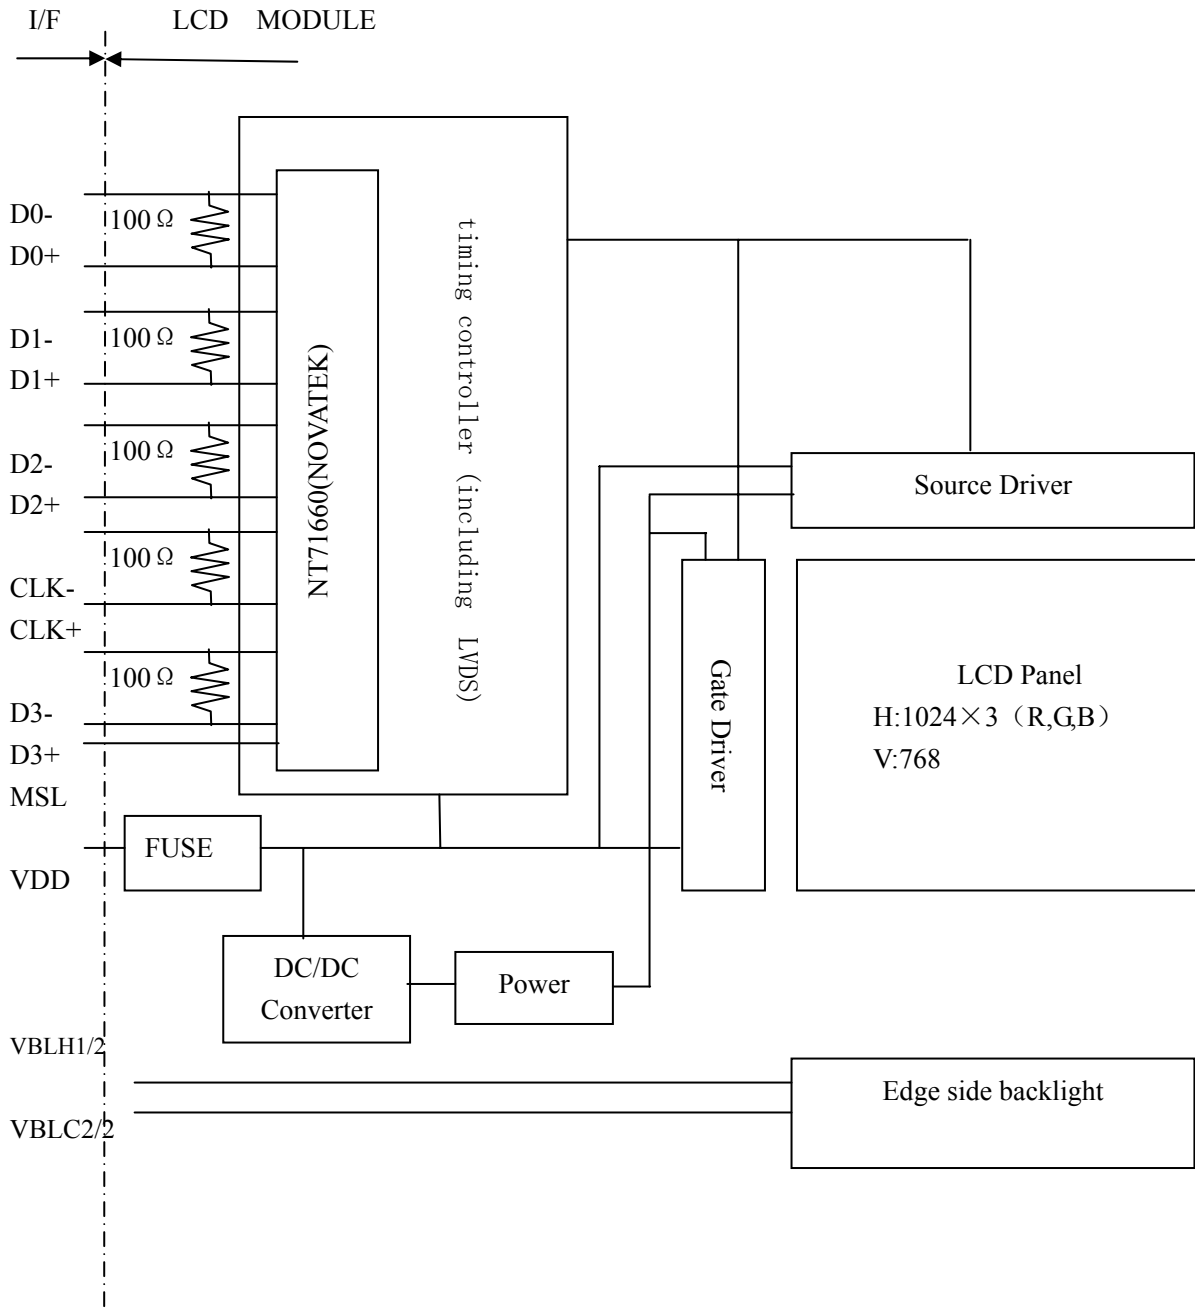 I/F
LCD MODULE
D0-
100Ω
D0+
D1-
100Ω
D1+
D2-
100Ω
D2+
CLK-
100Ω
CLK+
D3-
100Ω
D3+
MSL
VDD
NT71660(NOVATEK)
timing controller (including LVDS)
Source Driver
Gate Driver
LCD Panel
H:1024×3（R,G,B）
V:768
FUSE
DC/DC
Converter
Power
VBLH1/2
VBLC2/2
Edge side backlight